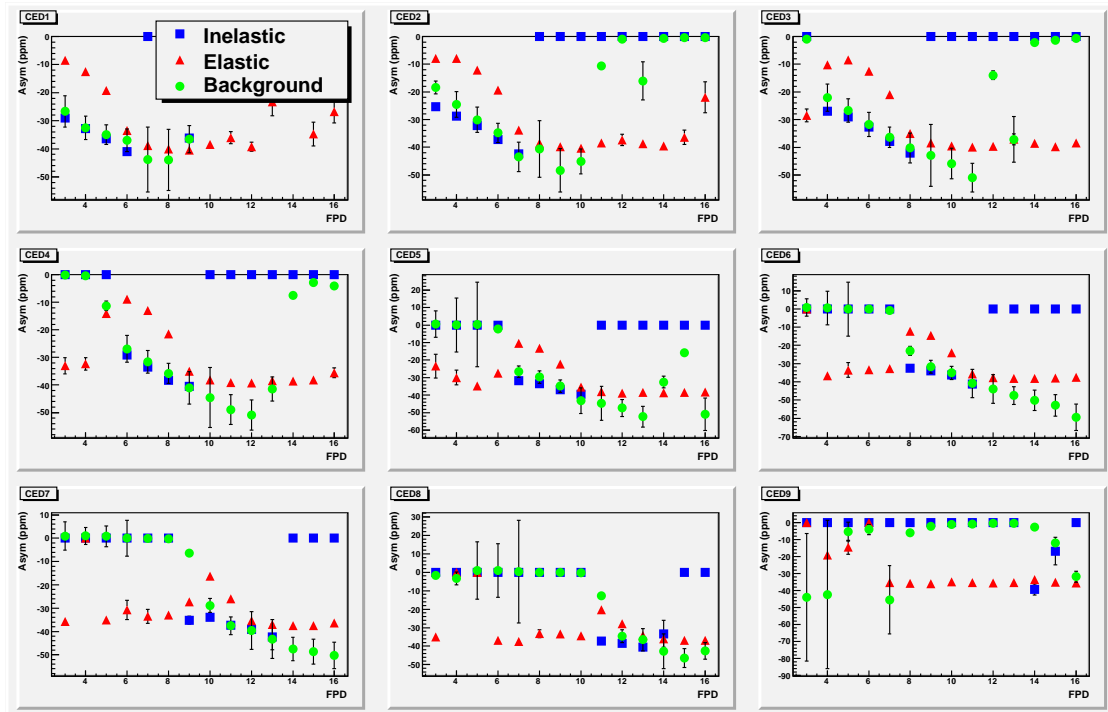 CED1
Asym (ppm)
0
-10
-20
-30
-40
-50
4 6 8 10 12 14 16
FPD
Inelastic
Elastic
Background
CED2
Asym (ppm)
0
-10
-20
-30
-40
-50
4 6 8 10 12 14 16
FPD
CED3
Asym (ppm)
0
-10
-20
-30
-40
-50
4 6 8 10 12 14 16
FPD
CED4
Asym (ppm)
0
-10
-20
-30
-40
-50
4 6 8 10 12 14 16
FPD
CED5
Asym (ppm)
20
10
0
-10
-20
-30
-40
-50
-60
4 6 8 10 12 14 16
FPD
CED6
Asym (ppm)
10
0
-10
-20
-30
-40
-50
-60
-70
4 6 8 10 12 14 16
FPD
CED7
Asym (ppm)
10
0
-10
-20
-30
-40
-50
4 6 8 10 12 14 16
FPD
CED8
Asym (ppm)
30
20
10
0
-10
-20
-30
-40
-50
4 6 8 10 12 14 16
FPD
CED9
Asym (ppm)
0
-10
-20
-30
-40
-50
-60
-70
-80
-90
4 6 8 10 12 14 16
FPD